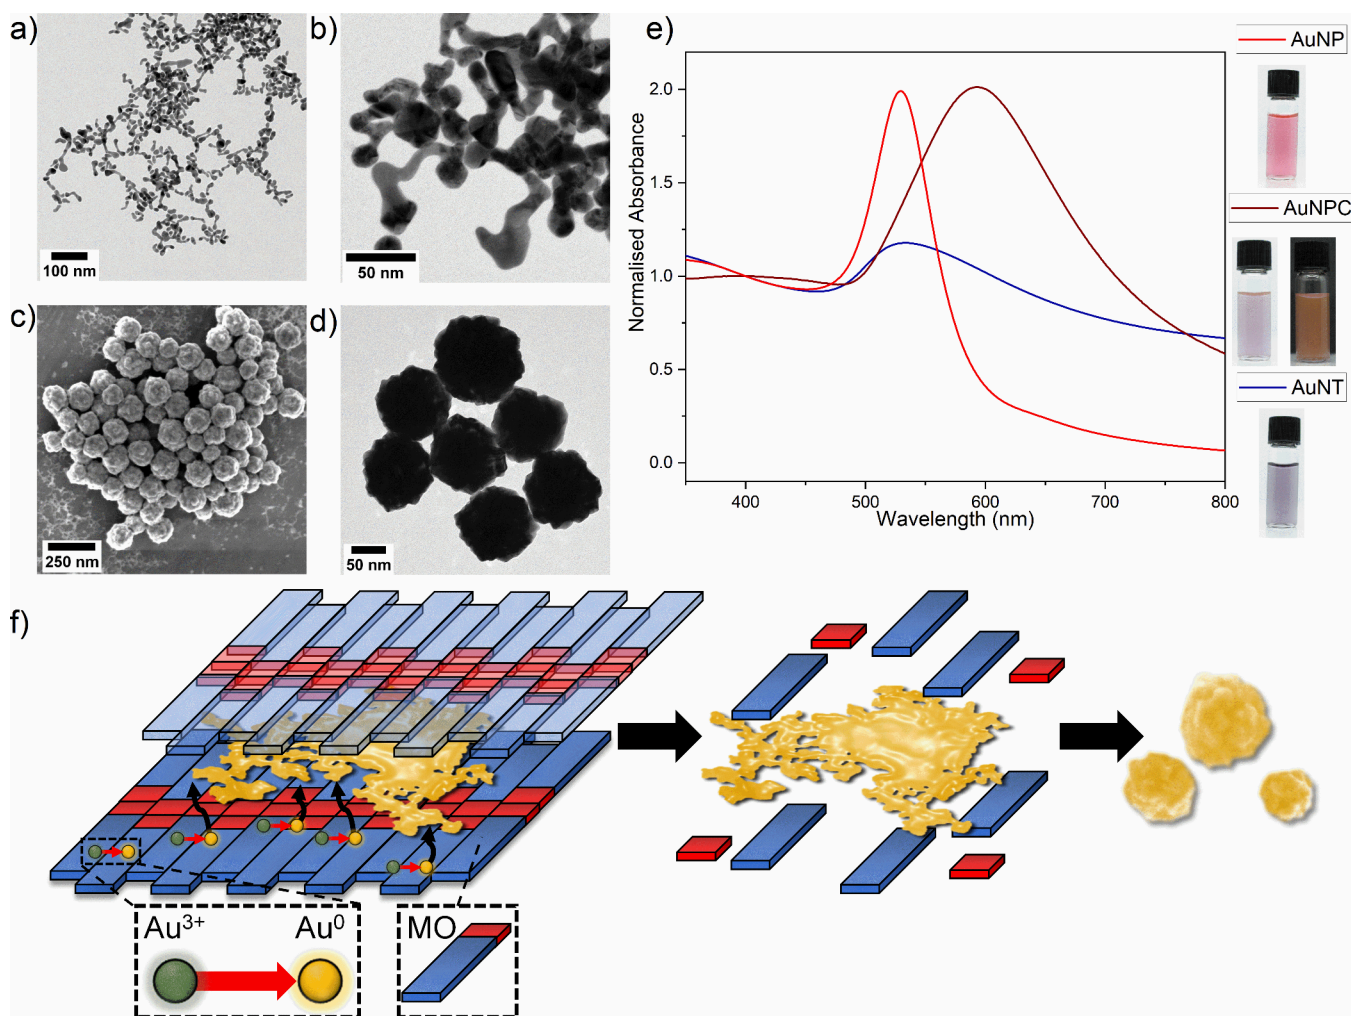 a)
100 nm
b)
50 nm
c)
250 nm
d)
50 nm
e)
Normalised Absorbance
2.0
1.5
1.0
0.5
0.0
400
500
600
700
800
Wavelength (nm)
AuNP
AuNPC
AuNT
f)
Au³⁺
Au⁰
MO